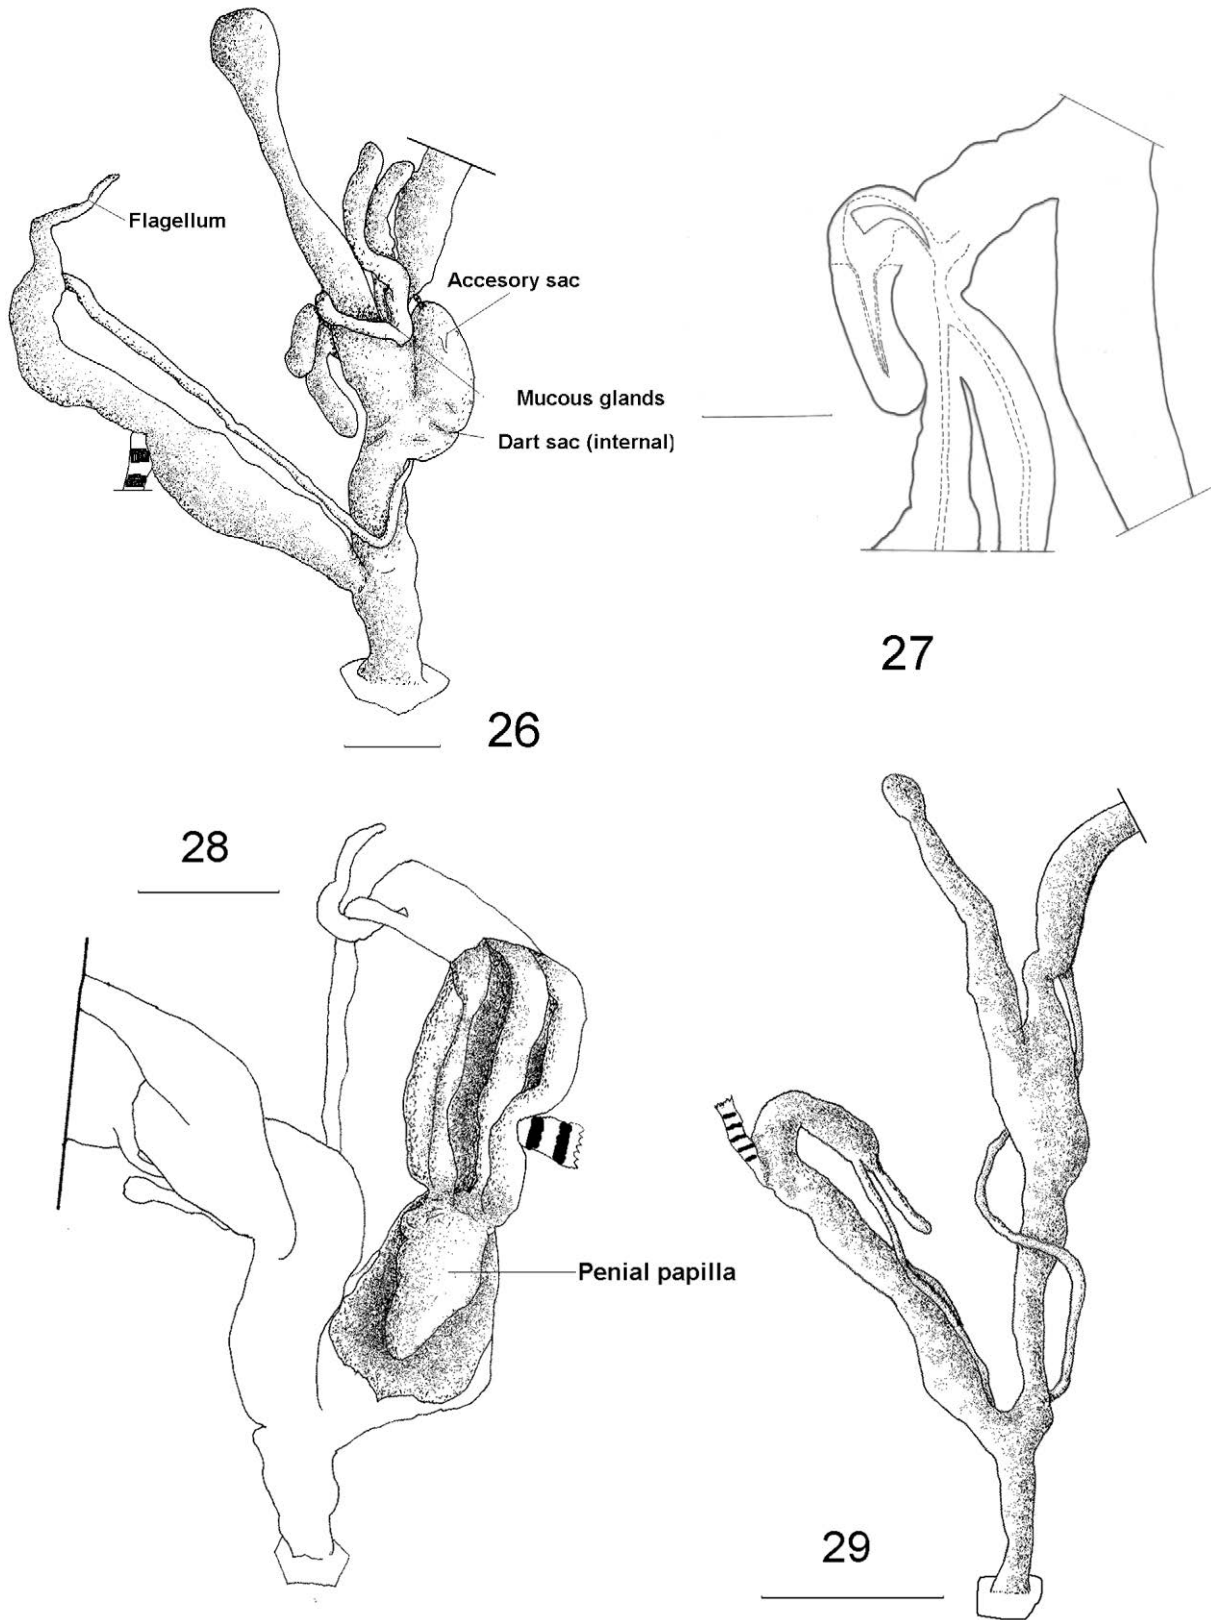 Flagellum
Accesory sac
Mucous glands
Dart sac (internal)
26
27
28
Penial papilla
29